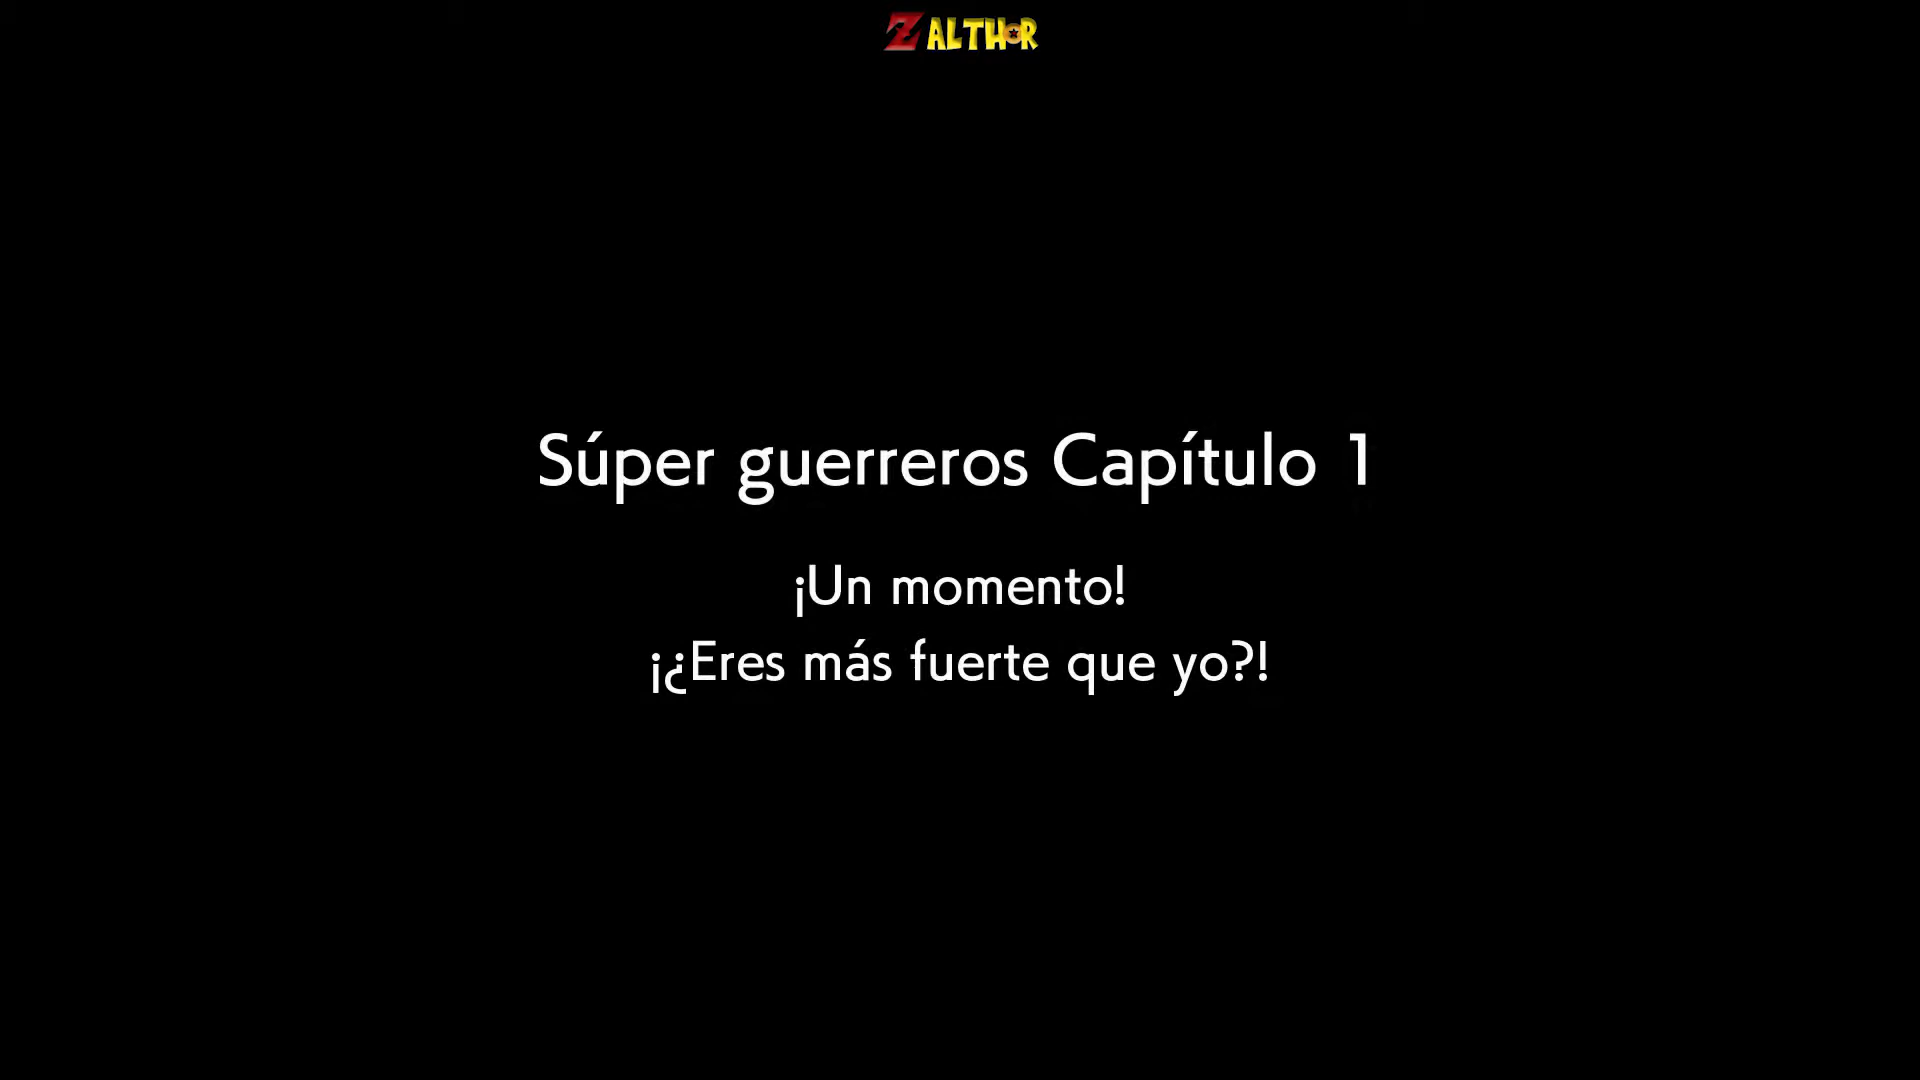 ZALTHOR
Súper guerreros Capítulo 1
¡Un momento!
¡¿Eres más fuerte que yo?!